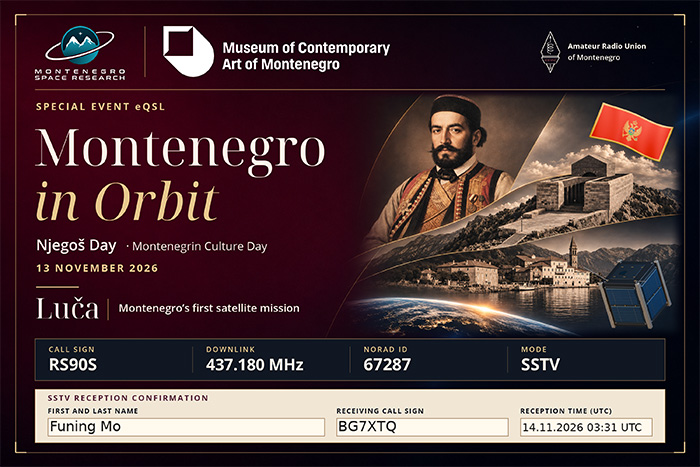 MONTENEGRO
SPACE RESEARCH
Museum of Contemporary
Art of Montenegro
Amateur Radio Union
of Montenegro
SPECIAL EVENT eQSL
Montenegro
in Orbit
Njegoš Day · Montenegrin Culture Day
13 NOVEMBER 2026
Luča Montenegro's first satellite mission
CALL SIGN DOWNLINK NORAD ID MODE
RS90S 437.180 MHz 67287 SSTV
SSTV RECEPTION CONFIRMATION
FIRST AND LAST NAME RECEIVING CALL SIGN RECEPTION TIME (UTC)
Funing Mo BG7XTQ 14.11.2026 03:31 UTC